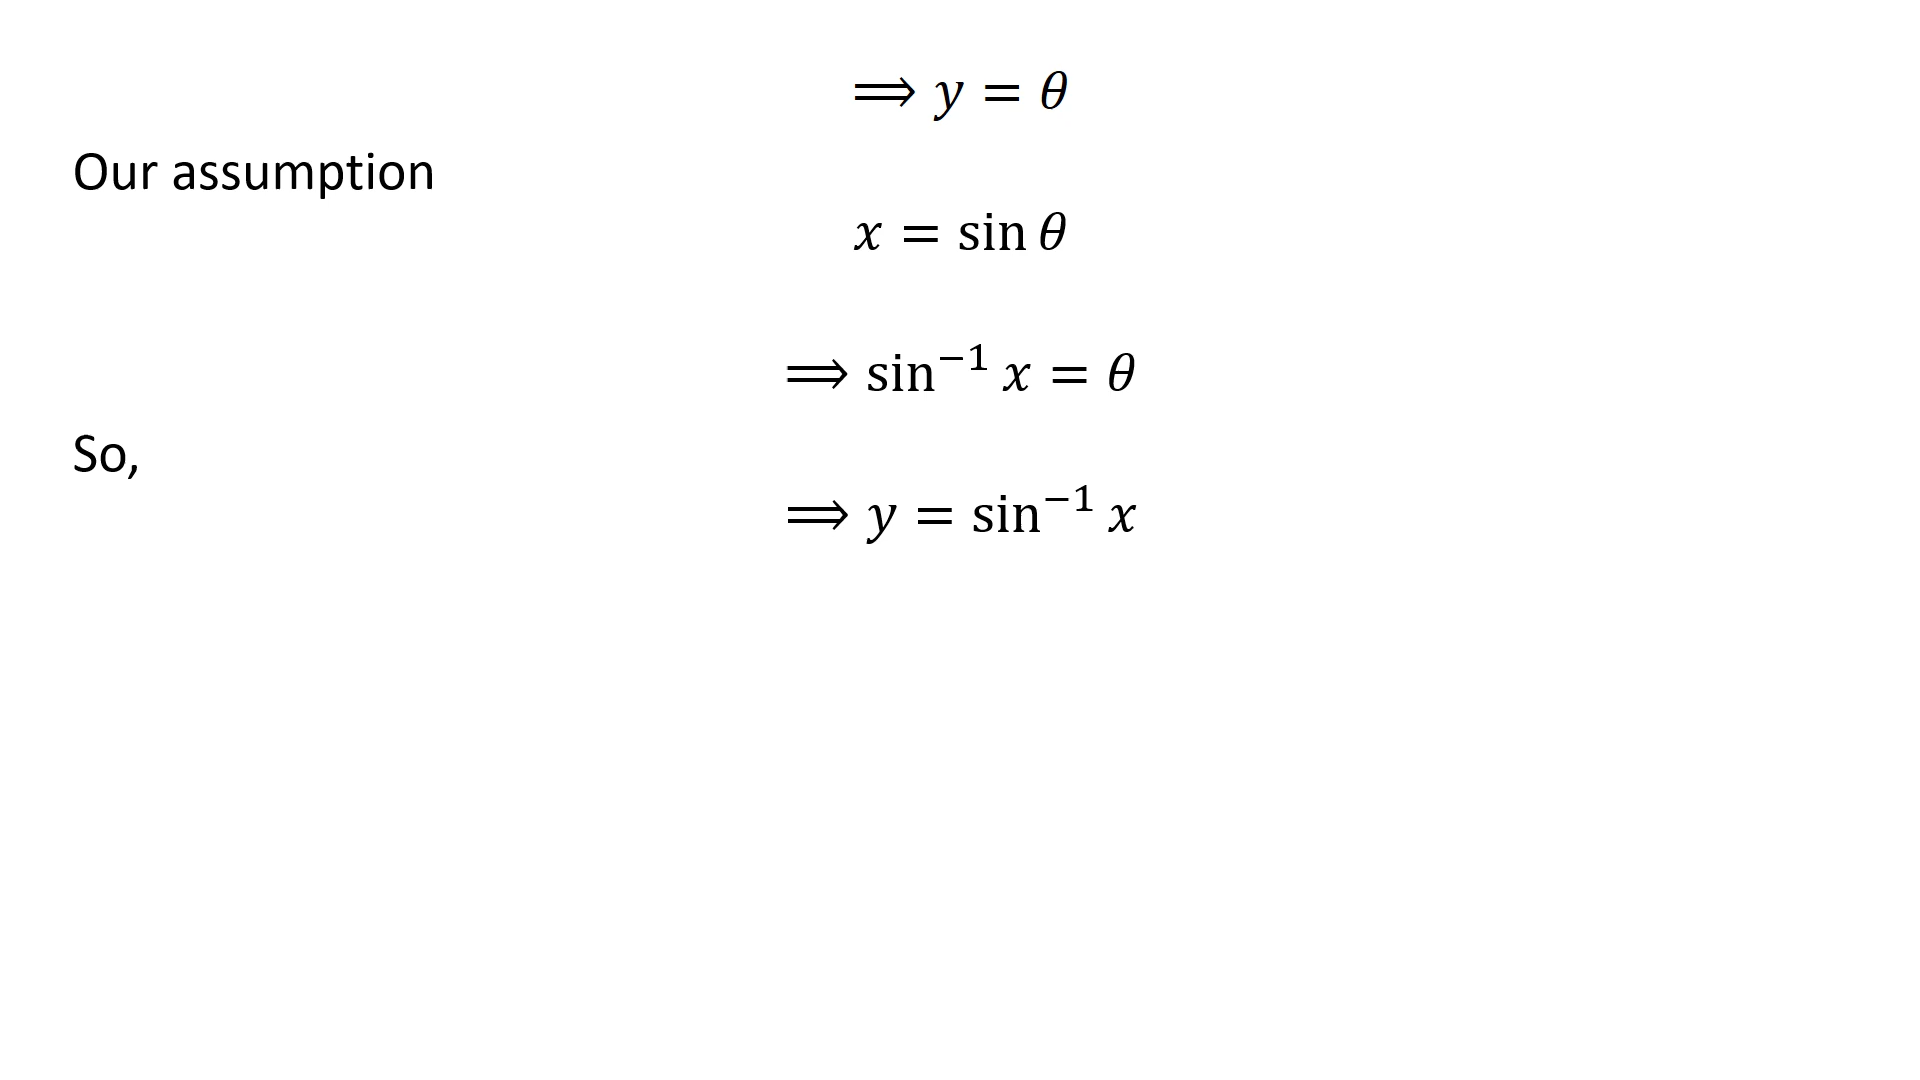 ⟹ y = θ
Our assumption
x = sin θ
⟹ sin⁻¹ x = θ
So,
⟹ y = sin⁻¹ x